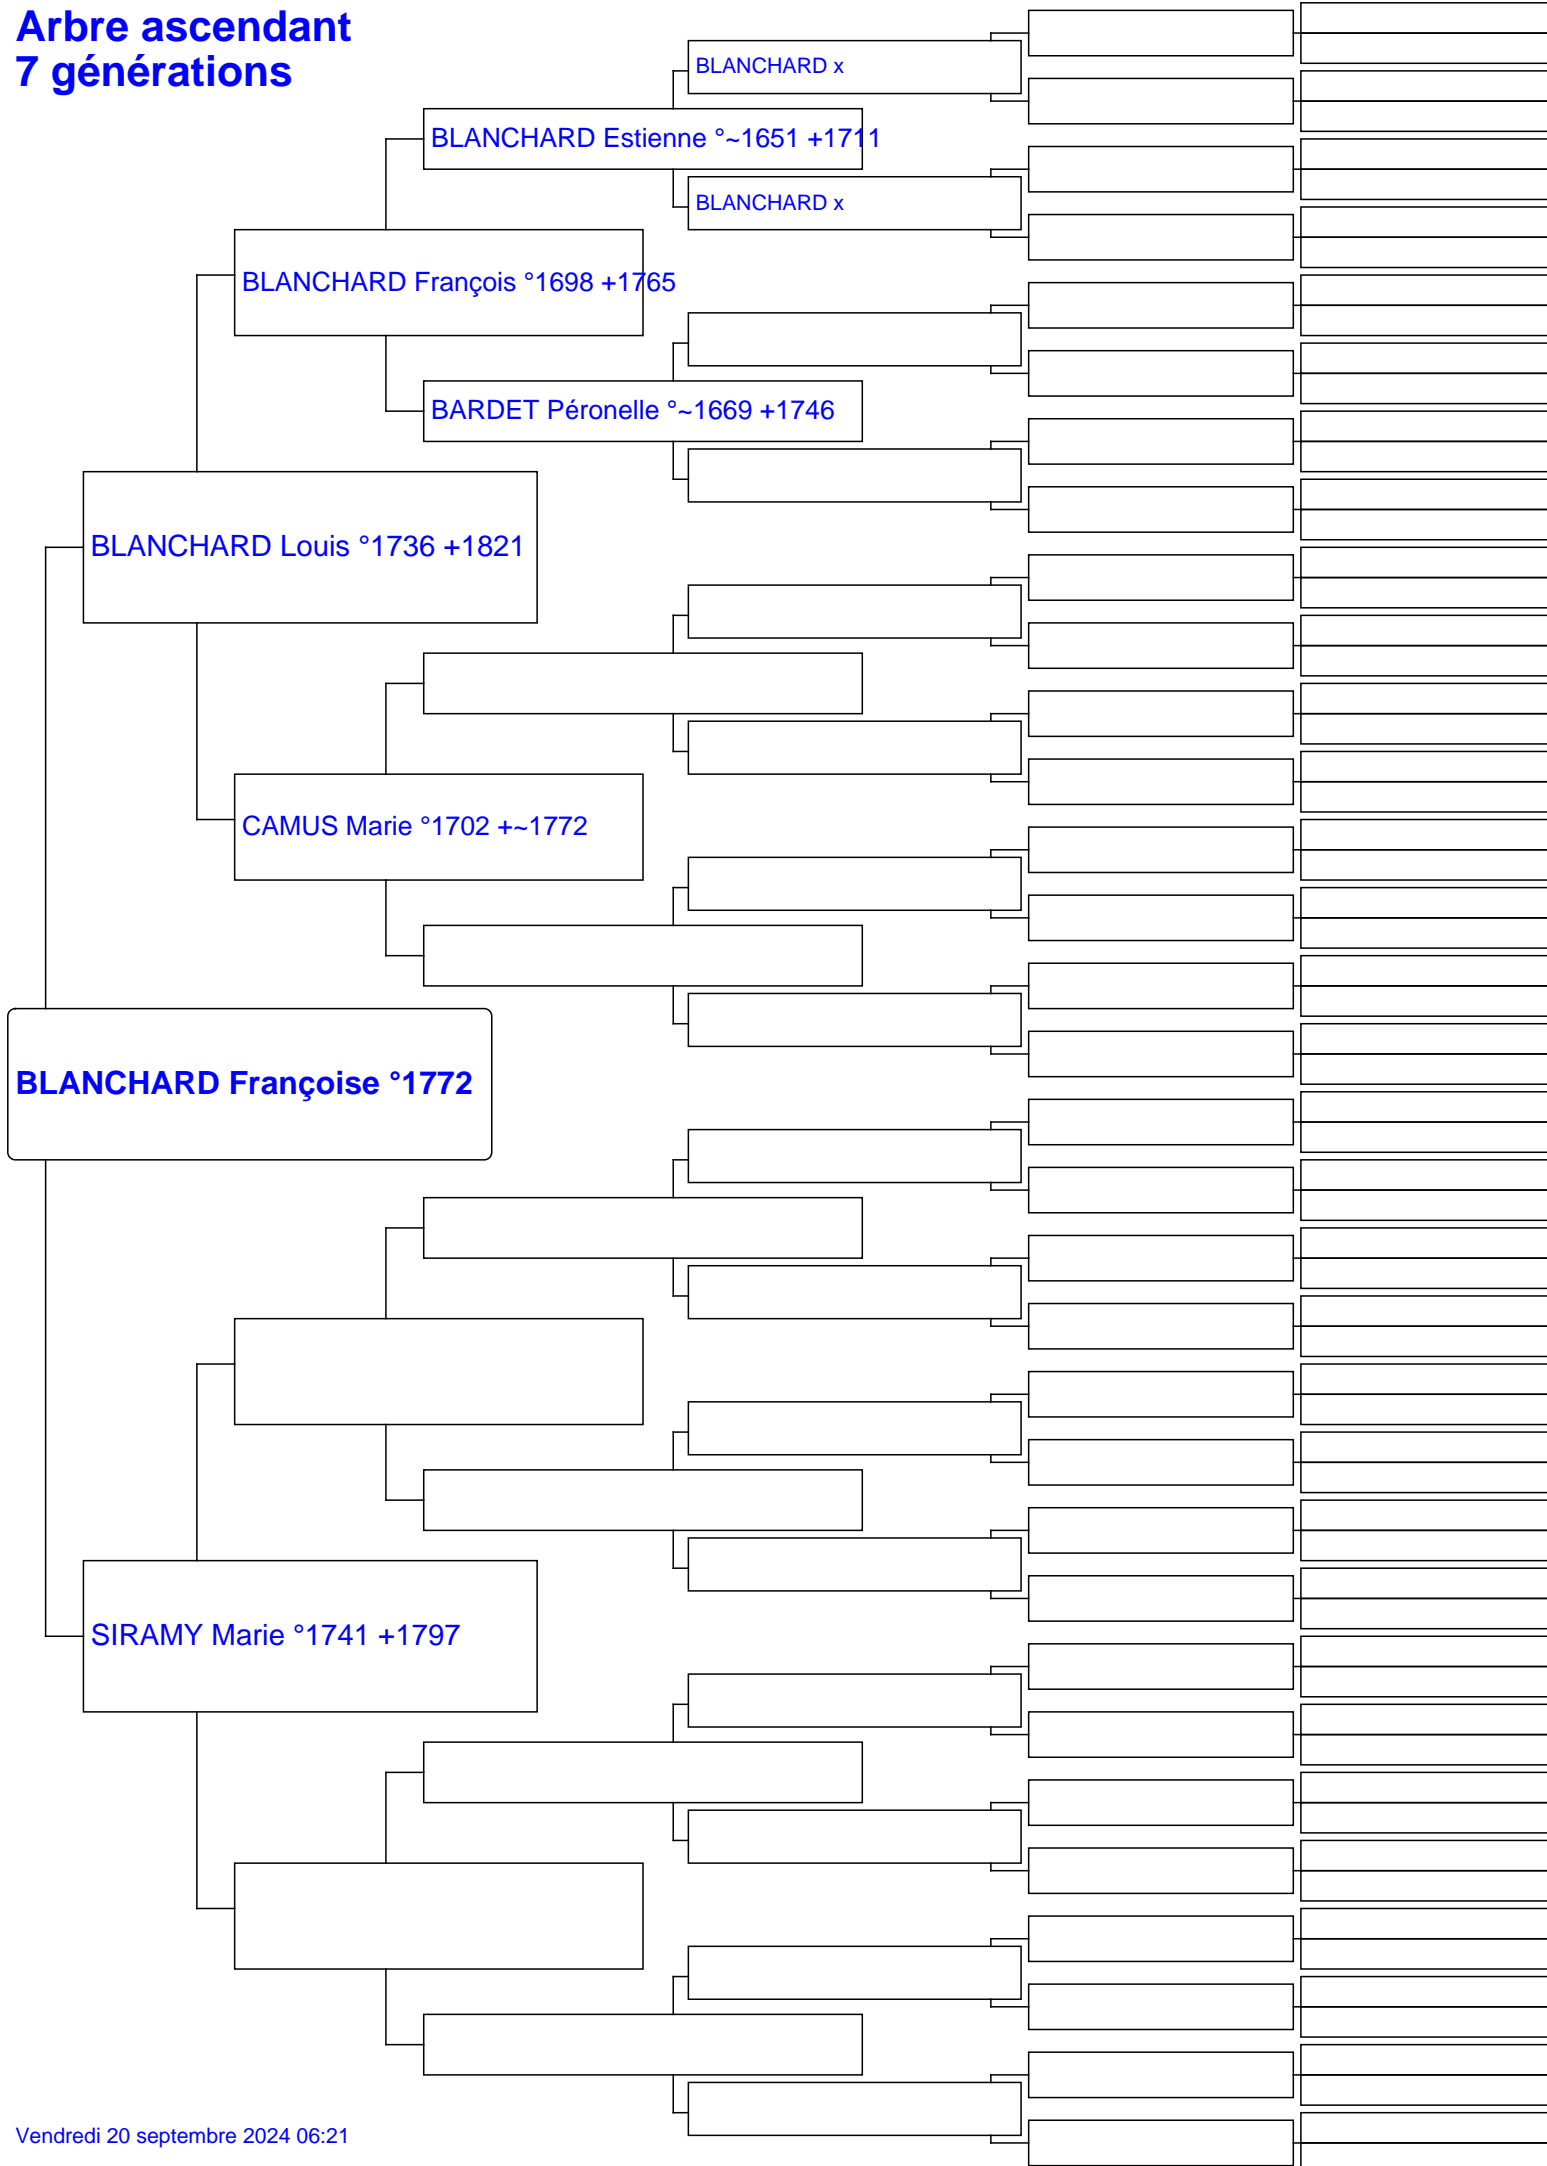 Arbre ascendant
7 générations
BLANCHARD x
BLANCHARD Estienne °~1651 +1711
BLANCHARD x
BLANCHARD François °1698 +1765
BARDET Péronelle °~1669 +1746
BLANCHARD Louis °1736 +1821
CAMUS Marie °1702 +~1772
BLANCHARD Françoise °1772
SIRAMY Marie °1741 +1797
Vendredi 20 septembre 2024 06:21